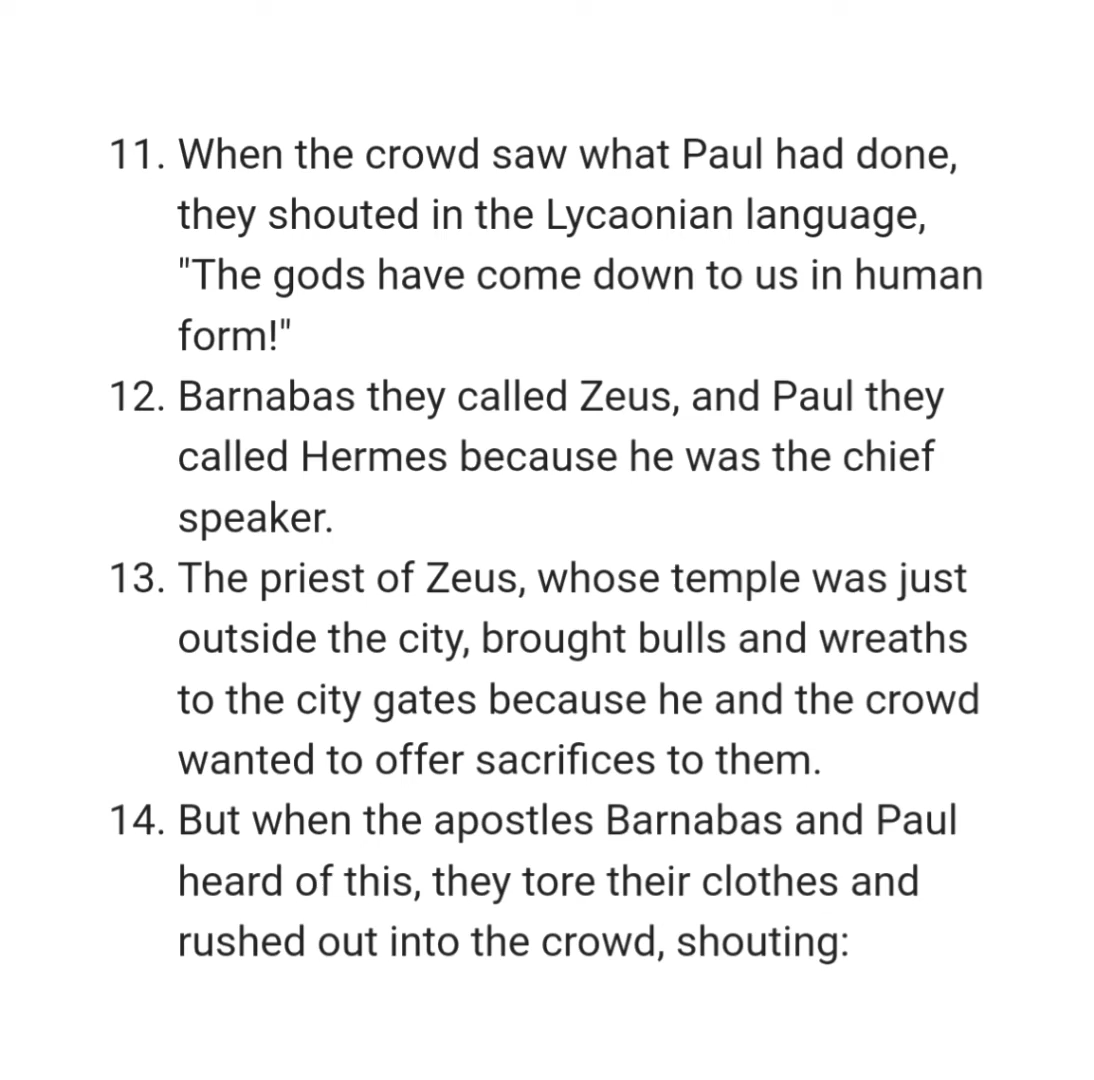 11. When the crowd saw what Paul had done,
they shouted in the Lycaonian language,
"The gods have come down to us in human
form!"
12. Barnabas they called Zeus, and Paul they
called Hermes because he was the chief
speaker.
13. The priest of Zeus, whose temple was just
outside the city, brought bulls and wreaths
to the city gates because he and the crowd
wanted to offer sacrifices to them.
14. But when the apostles Barnabas and Paul
heard of this, they tore their clothes and
rushed out into the crowd, shouting: